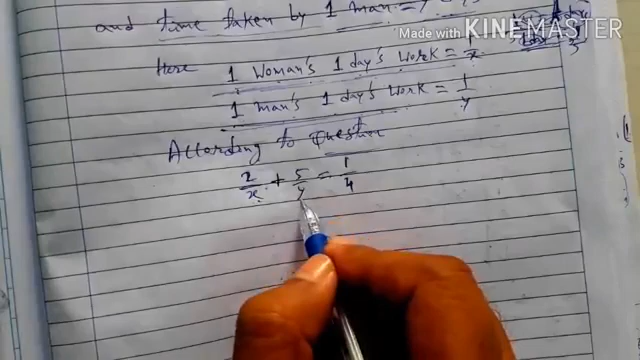 Made with KINEMASTER
and time taken by 1 man = y
Here 1 Woman's 1 day's work = 1/x
1 man's 1 day's work = 1/y
According to Question
2/x + 5/y = 1/4